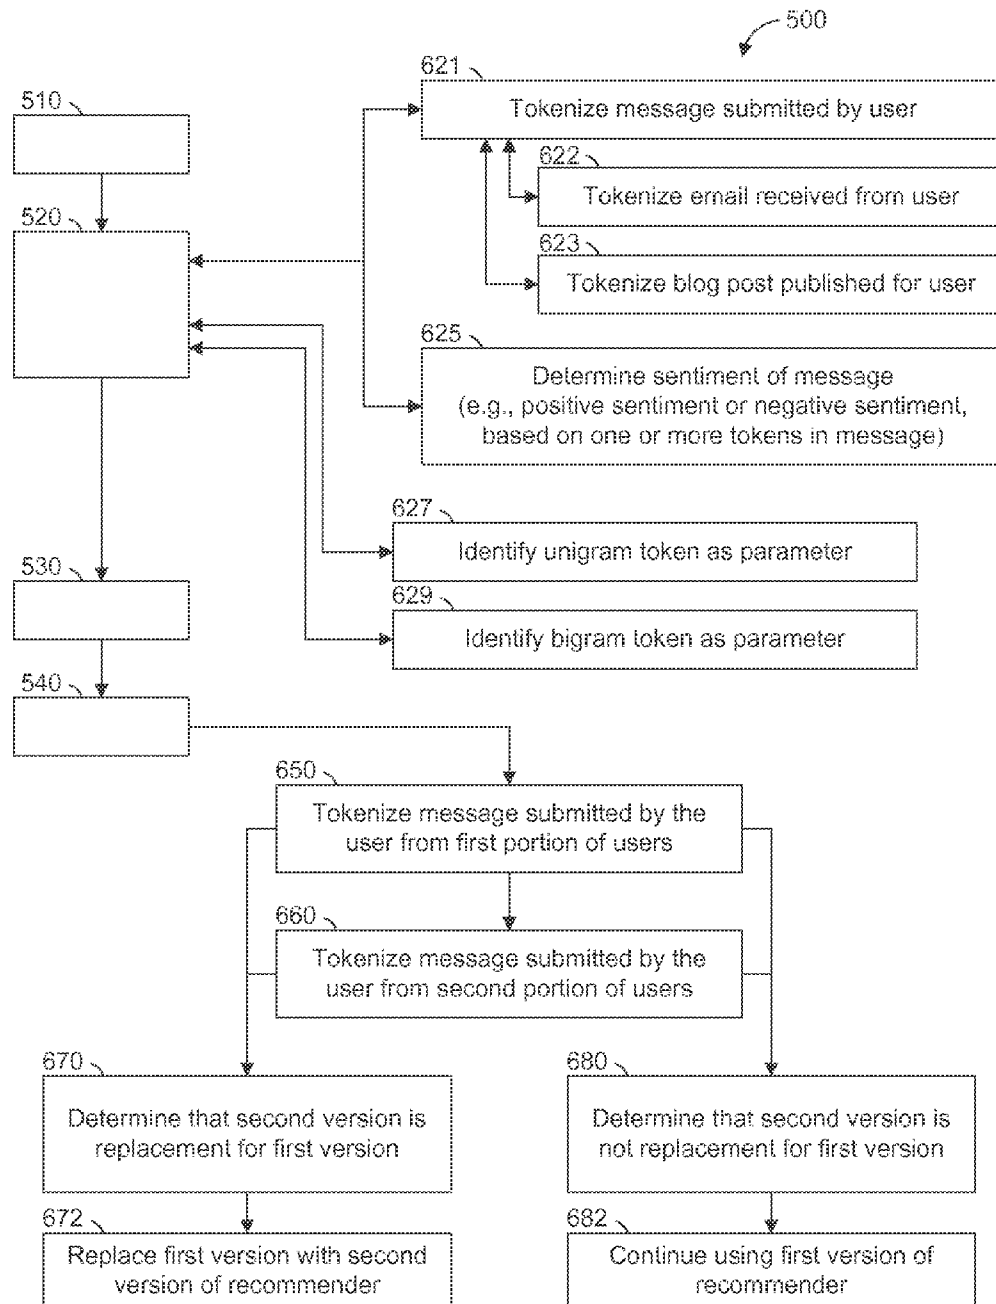 500
621
Tokenize message submitted by user
510
622
Tokenize email received from user
520
623
Tokenize blog post published for user
625
Determine sentiment of message
(e.g., positive sentiment or negative sentiment,
based on one or more tokens in message)
627
Identify unigram token as parameter
530
629
Identify bigram token as parameter
540
650
Tokenize message submitted by the
user from first portion of users
660
Tokenize message submitted by the
user from second portion of users
670
Determine that second version is
replacement for first version
680
Determine that second version is
not replacement for first version
672
Replace first version with second
version of recommender
682
Continue using first version of
recommender